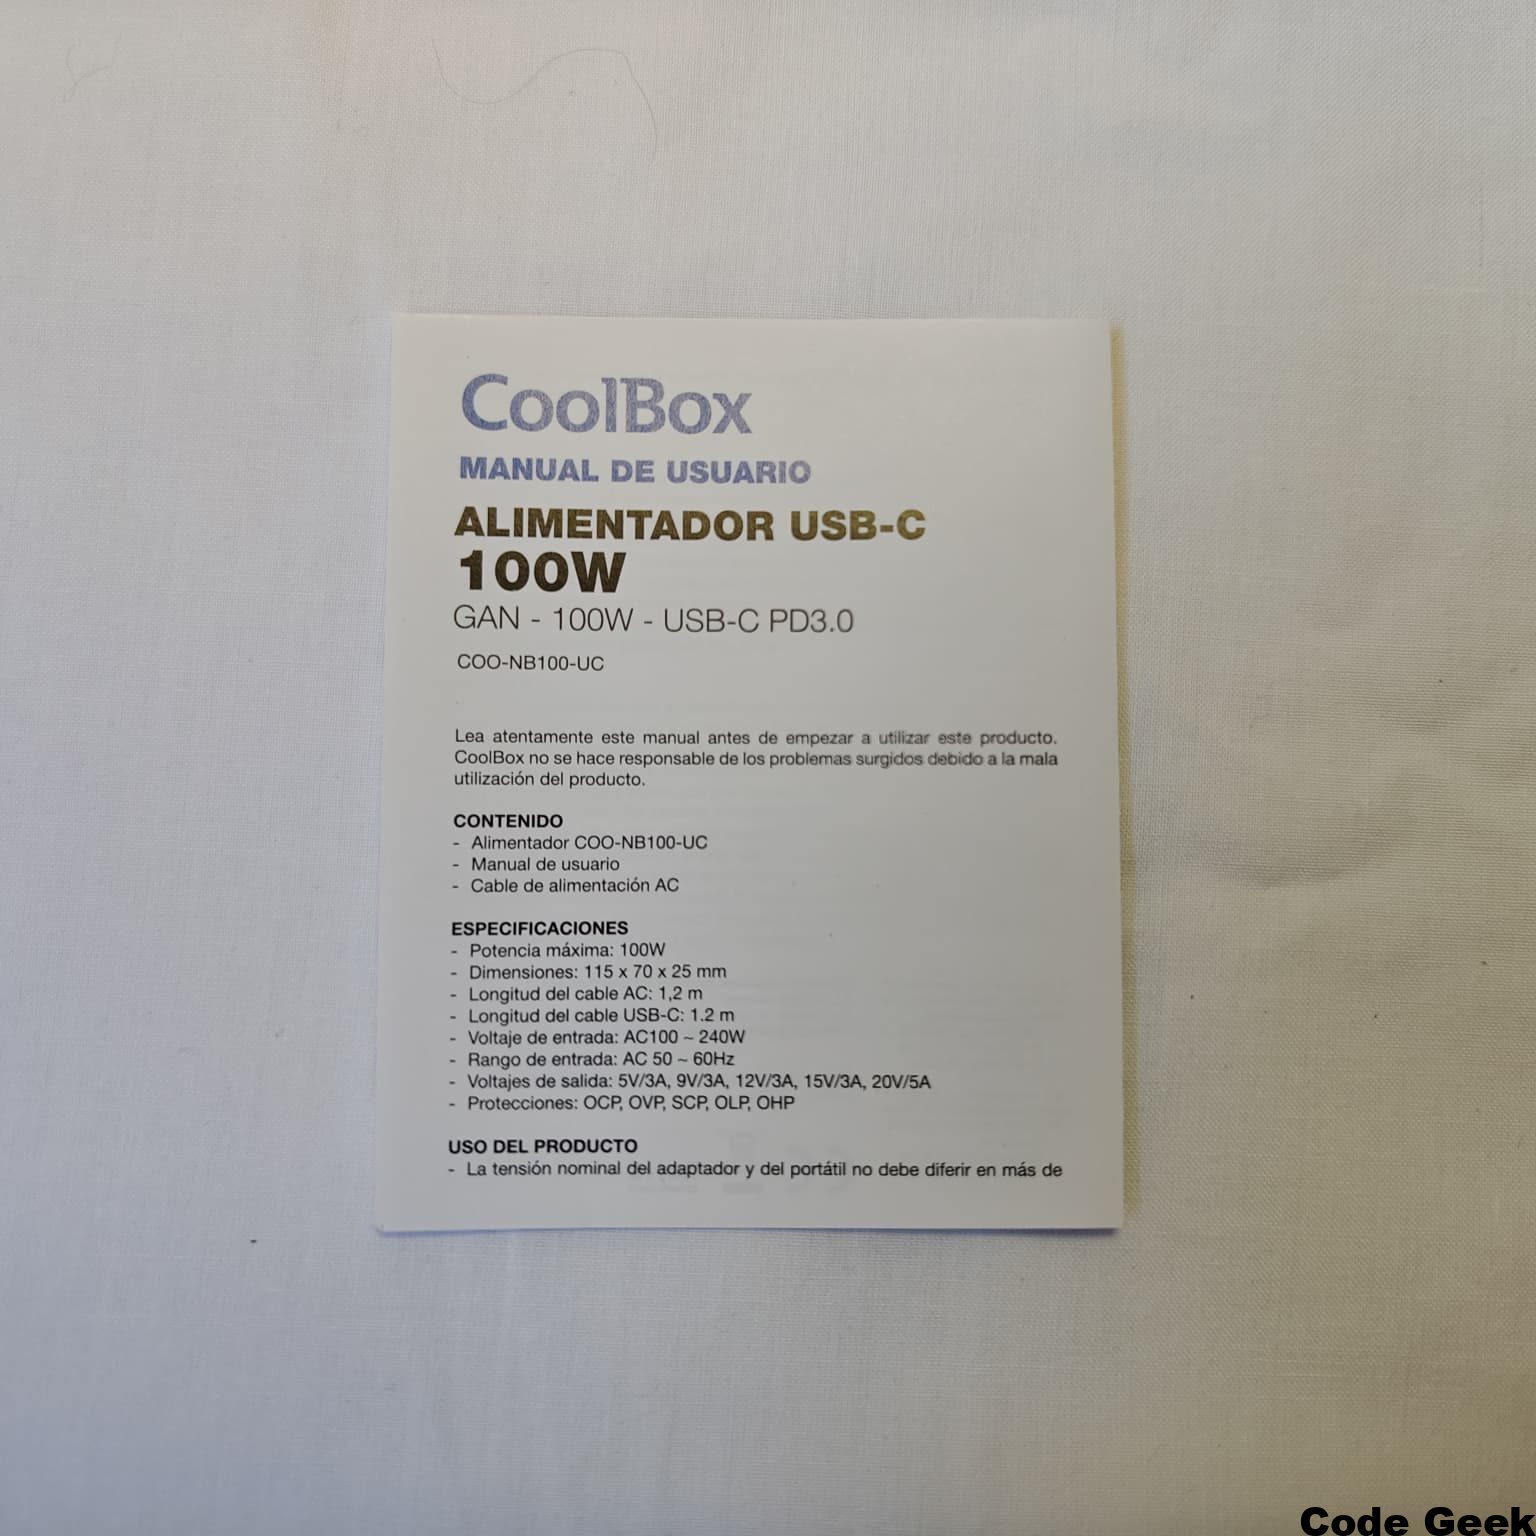 CoolBox
MANUAL DE USUARIO
ALIMENTADOR USB-C
100W
GAN - 100W - USB-C PD3.0
COO-NB100-UC
Lea atentamente este manual antes de empezar a utilizar este producto.
CoolBox no se hace responsable de los problemas surgidos debido a la mala
utilización del producto.
CONTENIDO
- Alimentador COO-NB100-UC
- Manual de usuario
- Cable de alimentación AC
ESPECIFICACIONES
- Potencia máxima: 100W
- Dimensiones: 115 x 70 x 25 mm
- Longitud del cable AC: 1,2 m
- Longitud del cable USB-C: 1.2 m
- Voltaje de entrada: AC100 ~ 240W
- Rango de entrada: AC 50 ~ 60Hz
- Voltajes de salida: 5V/3A, 9V/3A, 12V/3A, 15V/3A, 20V/5A
- Protecciones: OCP, OVP, SCP, OLP, OHP
USO DEL PRODUCTO
- La tensión nominal del adaptador y del portátil no debe diferir en más de
Code Geek